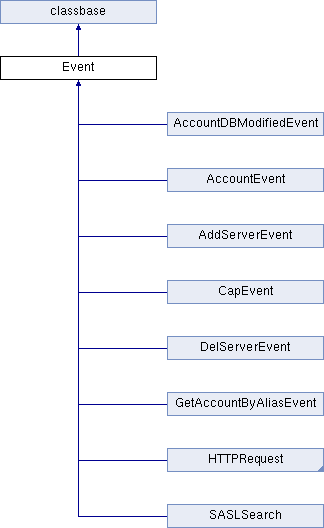 classbase
Event
AccountDBModifiedEvent
AccountEvent
AddServerEvent
CapEvent
DelServerEvent
GetAccountByAliasEvent
HTTPRequest
SASLSearch